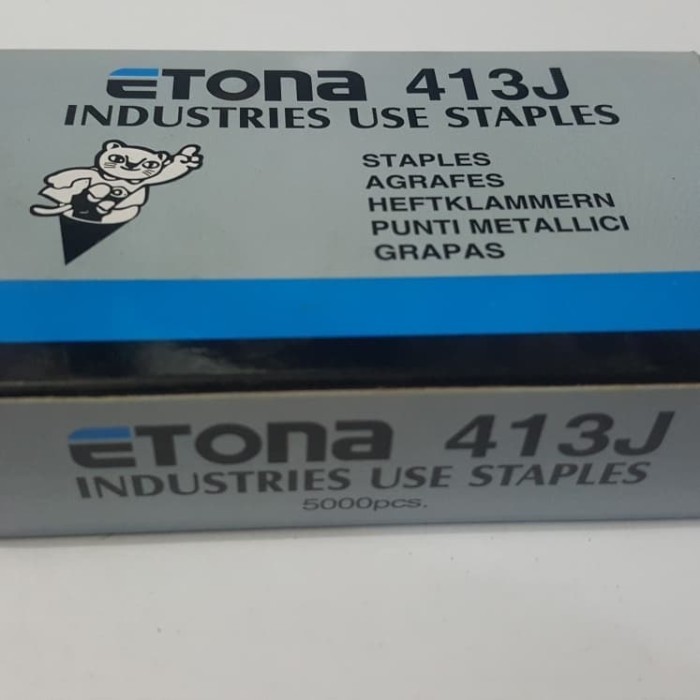 ETona 413J
INDUSTRIES USE STAPLES
STAPLES
AGRAFES
HEFTKLAMMERN
PUNTI METALLICI
GRAPAS
ETona 413J
INDUSTRIES USE STAPLES
5000pcs.